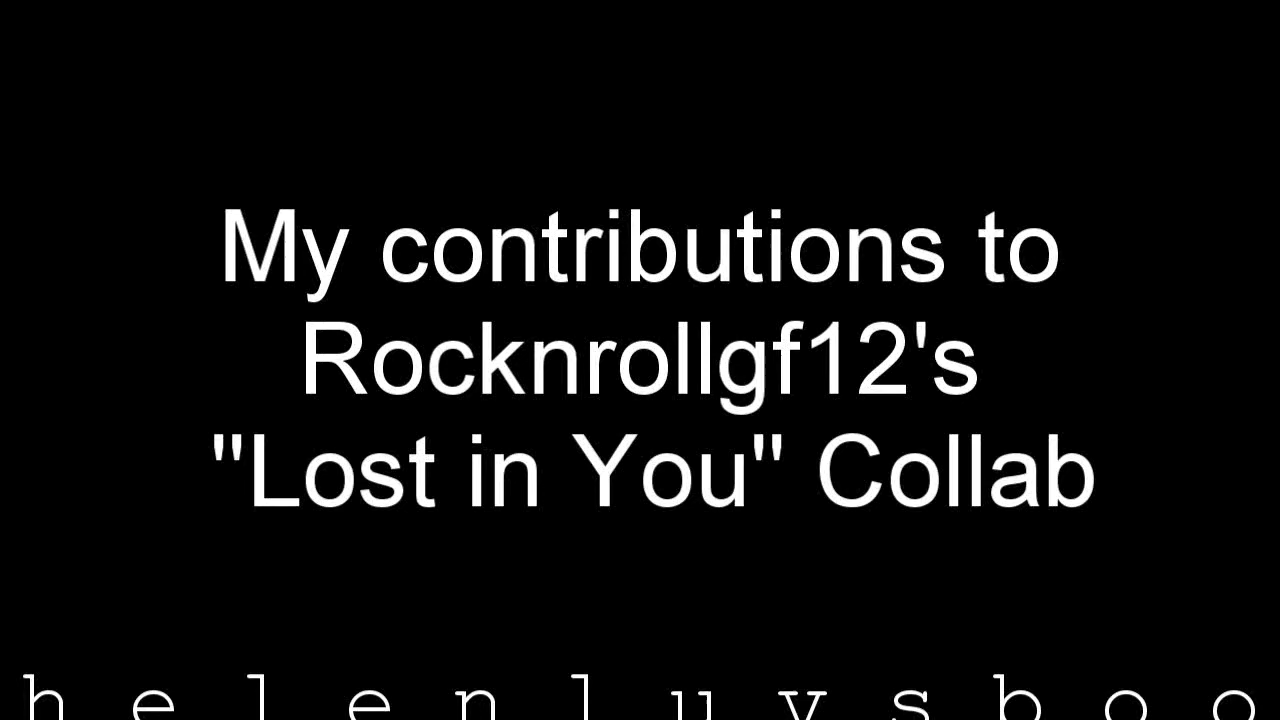 My contributions to
Rocknrollgf12's
"Lost in You" Collab
h e l e n l u v s b o o